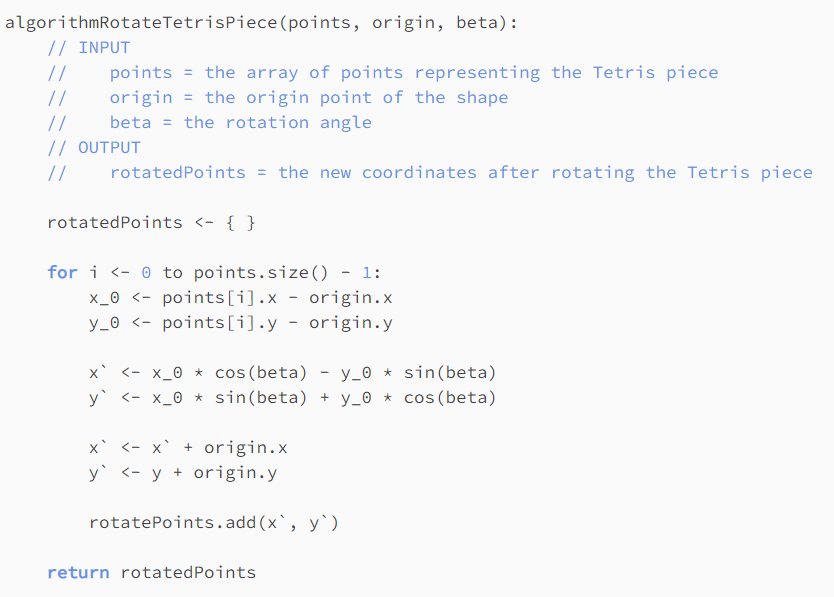 algorithmRotateTetrisPiece(points, origin, beta):
    // INPUT
    //    points = the array of points representing the Tetris piece
    //    origin = the origin point of the shape
    //    beta = the rotation angle
    // OUTPUT
    //    rotatedPoints = the new coordinates after rotating the Tetris piece

    rotatedPoints <- { }

    for i <- 0 to points.size() - 1:
        x_0 <- points[i].x - origin.x
        y_0 <- points[i].y - origin.y

        x` <- x_0 * cos(beta) - y_0 * sin(beta)
        y` <- x_0 * sin(beta) + y_0 * cos(beta)

        x` <- x` + origin.x
        y` <- y + origin.y

        rotatePoints.add(x`, y`)

    return rotatedPoints